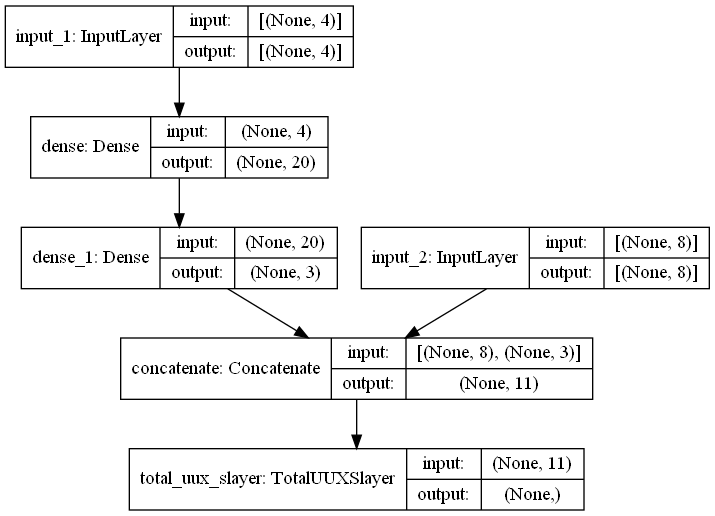 input_1: InputLayer
input: [(None, 4)]
output: [(None, 4)]
dense: Dense
input: (None, 4)
output: (None, 20)
dense_1: Dense
input: (None, 20)
output: (None, 3)
input_2: InputLayer
input: [(None, 8)]
output: [(None, 8)]
concatenate: Concatenate
input: [(None, 8), (None, 3)]
output: (None, 11)
total_uux_slayer: TotalUUXSlayer
input: (None, 11)
output: (None,)